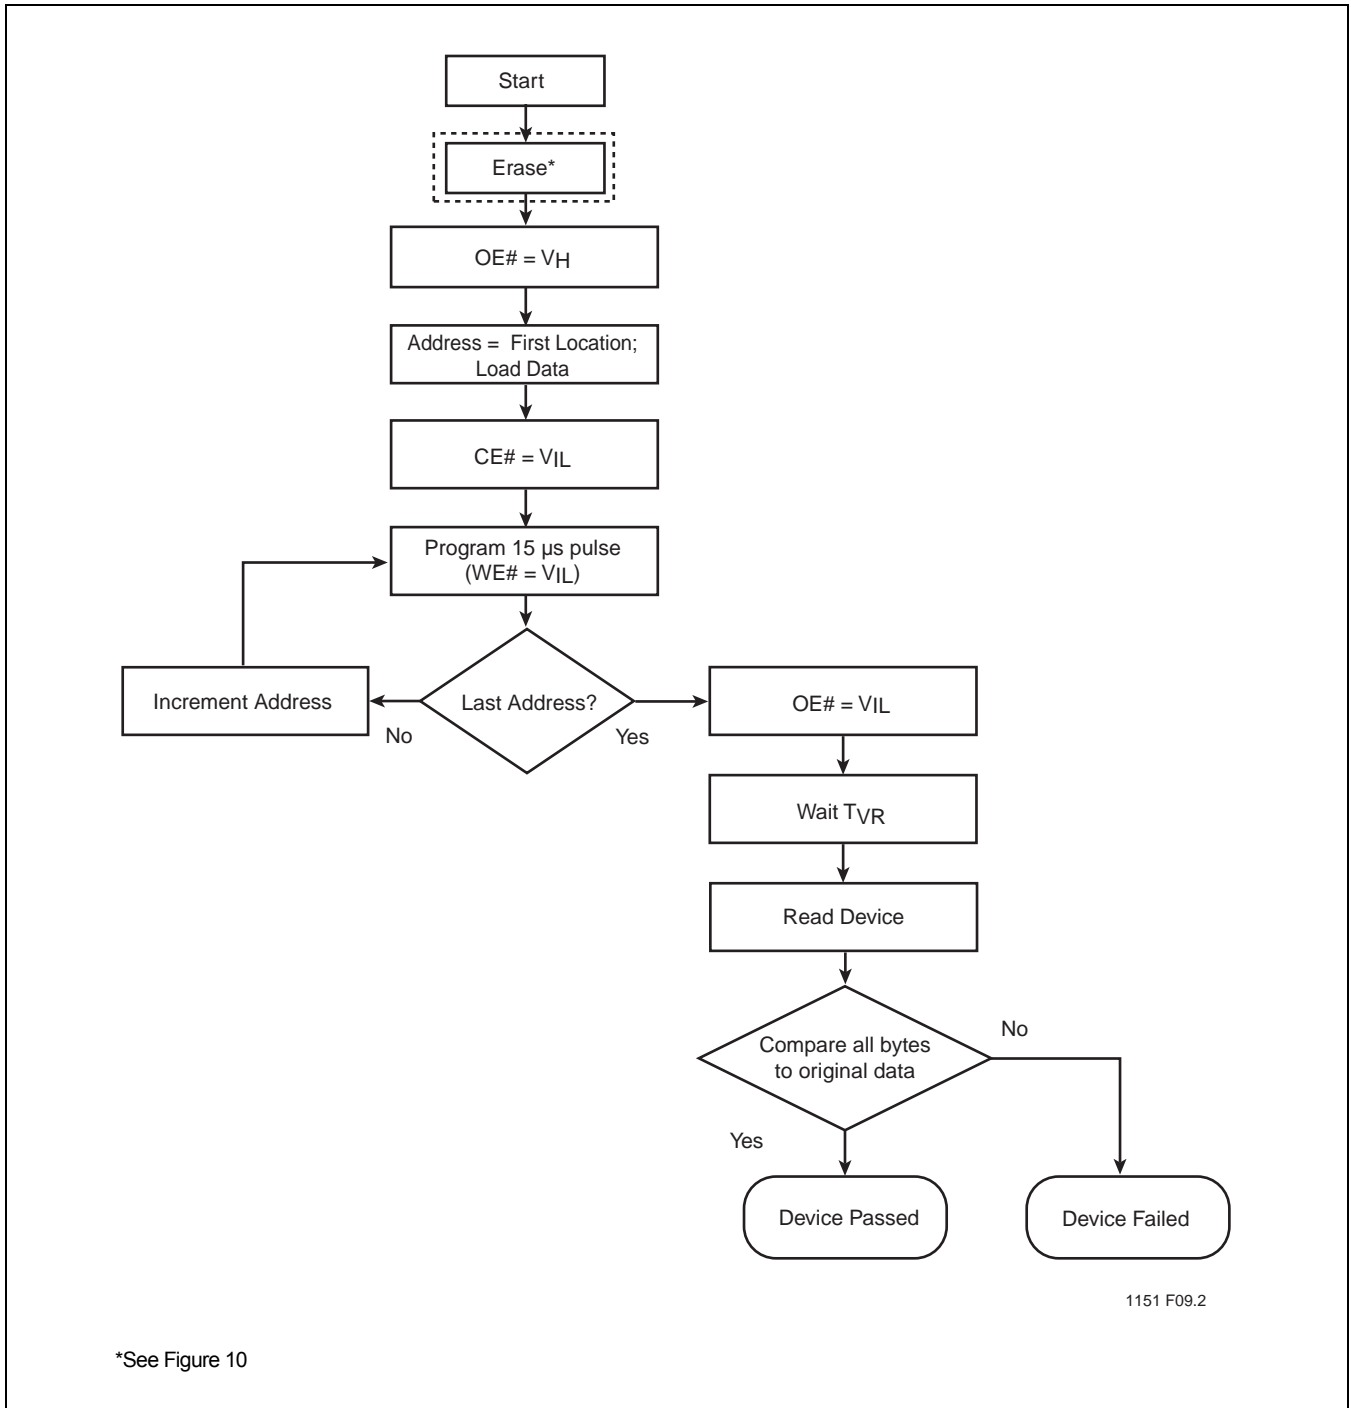 Start
Erase*
OE# = VH
Address = First Location;
Load Data
CE# = VIL
Program 15 µs pulse
(WE# = VIL)
Increment Address
No
Last Address?
Yes
OE# = VIL
Wait TVR
Read Device
Compare all bytes
to original data
No
Yes
Device Passed
Device Failed
1151 F09.2
*See Figure 10